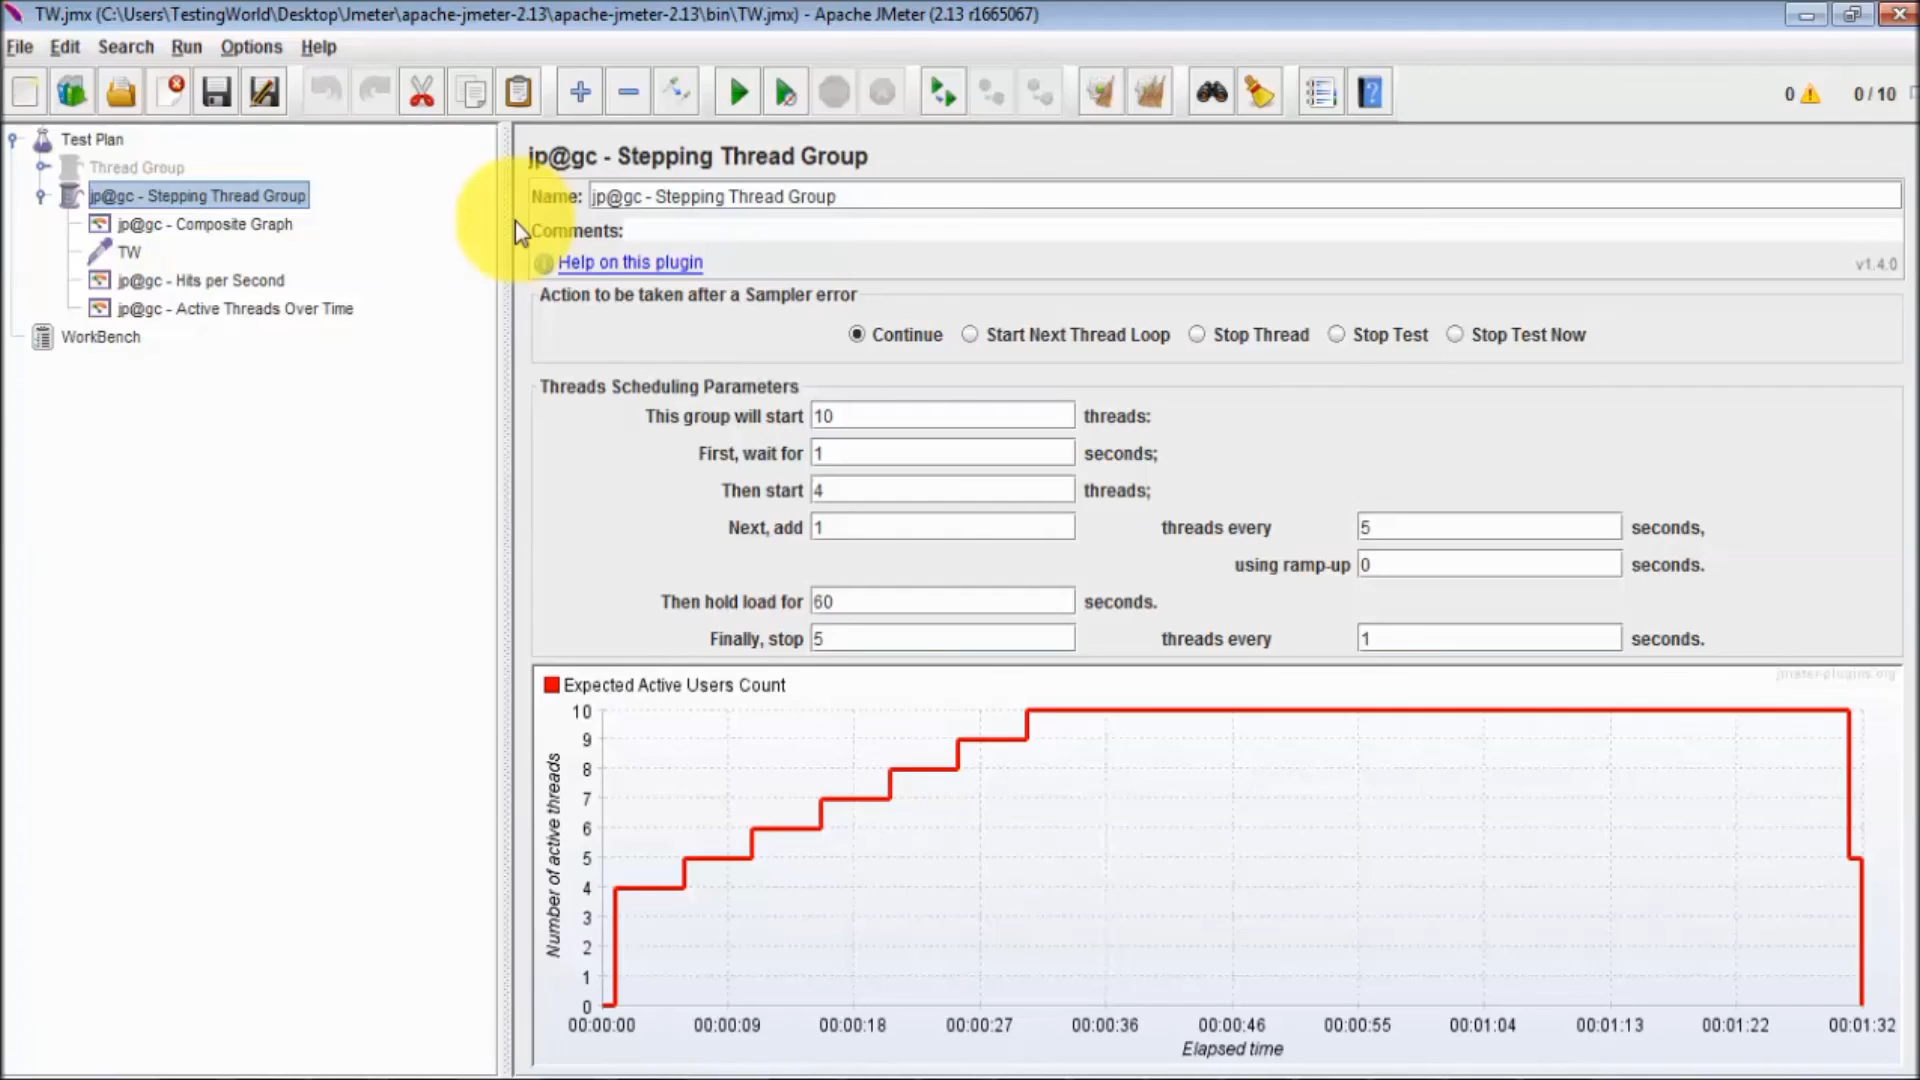 TW.jmx (C:\Users\TestingWorld\Desktop\Jmeter\apache-jmeter-2.13\apache-jmeter-2.13\bin\TW.jmx) - Apache JMeter (2.13 r1665067)
File Edit Search Run Options Help
0 0 / 10
Test Plan
Thread Group
jp@gc - Stepping Thread Group
jp@gc - Composite Graph
TW
jp@gc - Hits per Second
jp@gc - Active Threads Over Time
WorkBench
jp@gc - Stepping Thread Group
Name: jp@gc - Stepping Thread Group
Comments:
Help on this plugin v1.4.0
Action to be taken after a Sampler error
Continue Start Next Thread Loop Stop Thread Stop Test Stop Test Now
Threads Scheduling Parameters
This group will start 10 threads:
First, wait for 1 seconds;
Then start 4 threads;
Next, add 1 threads every 5 seconds,
using ramp-up 0 seconds.
Then hold load for 60 seconds.
Finally, stop 5 threads every 1 seconds.
jmeter-plugins.org
Expected Active Users Count
10
9
8
7
6
5
4
3
2
1
0
Number of active threads
00:00:00 00:00:09 00:00:18 00:00:27 00:00:36 00:00:46 00:00:55 00:01:04 00:01:13 00:01:22 00:01:32
Elapsed time